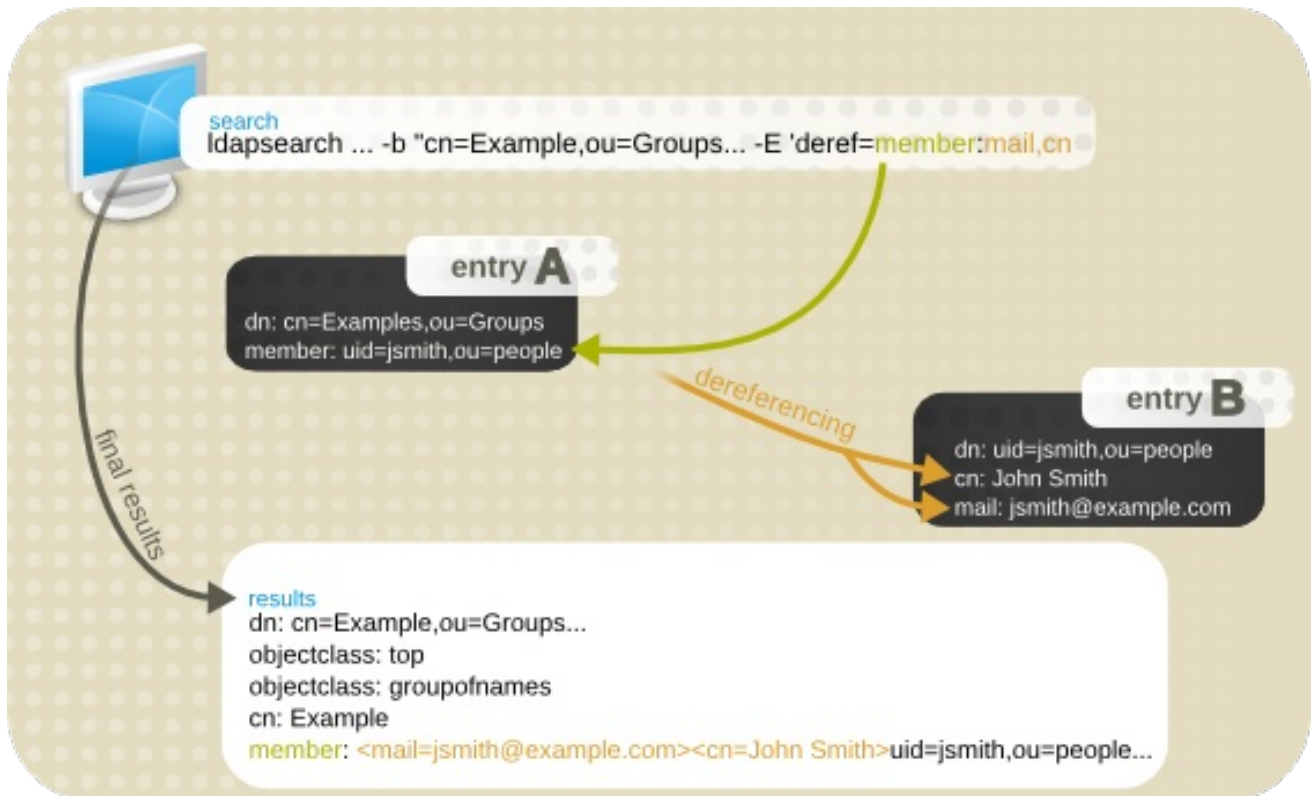 search
ldapsearch ... -b "cn=Example,ou=Groups... -E 'deref=member:mail,cn
entry A
dn: cn=Examples,ou=Groups
member: uid=jsmith,ou=people
dereferencing
entry B
dn: uid=jsmith,ou=people
cn: John Smith
mail: jsmith@example.com
final results
results
dn: cn=Example,ou=Groups...
objectclass: top
objectclass: groupofnames
cn: Example
member: <mail=jsmith@example.com><cn=John Smith>uid=jsmith,ou=people...